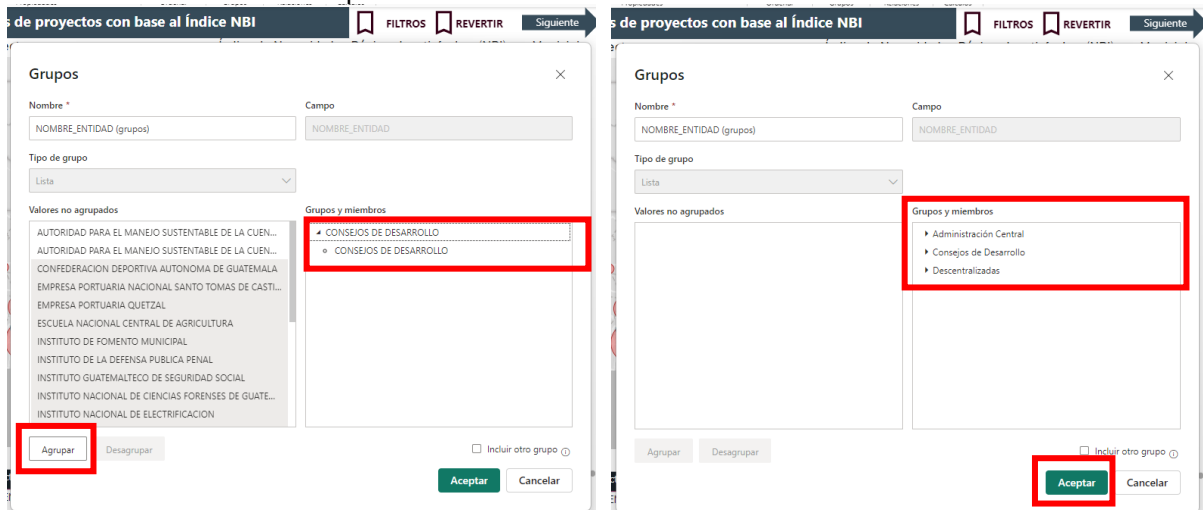 s de proyectos con base al Índice NBI
FILTROS
REVERTIR
Siguiente
Grupos
Nombre *
Campo
NOMBRE_ENTIDAD (grupos)
NOMBRE_ENTIDAD
Tipo de grupo
Lista
Valores no agrupados
Grupos y miembros
AUTORIDAD PARA EL MANEJO SUSTENTABLE DE LA CUEN...
AUTORIDAD PARA EL MANEJO SUSTENTABLE DE LA CUEN...
CONFEDERACION DEPORTIVA AUTONOMA DE GUATEMALA
EMPRESA PORTUARIA NACIONAL SANTO TOMAS DE CASTI...
EMPRESA PORTUARIA QUETZAL
ESCUELA NACIONAL CENTRAL DE AGRICULTURA
INSTITUTO DE FOMENTO MUNICIPAL
INSTITUTO DE LA DEFENSA PUBLICA PENAL
INSTITUTO GUATEMALTECO DE SEGURIDAD SOCIAL
INSTITUTO NACIONAL DE CIENCIAS FORENSES DE GUATE...
INSTITUTO NACIONAL DE ELECTRIFICACION
CONSEJOS DE DESARROLLO
CONSEJOS DE DESARROLLO
Agrupar
Desagrupar
Incluir otro grupo
Aceptar
Cancelar
s de proyectos con base al Índice NBI
FILTROS
REVERTIR
Siguiente
Grupos
Nombre *
Campo
NOMBRE_ENTIDAD (grupos)
NOMBRE_ENTIDAD
Tipo de grupo
Lista
Valores no agrupados
Grupos y miembros
Administración Central
Consejos de Desarrollo
Descentralizadas
Agrupar
Desagrupar
Incluir otro grupo
Aceptar
Cancelar